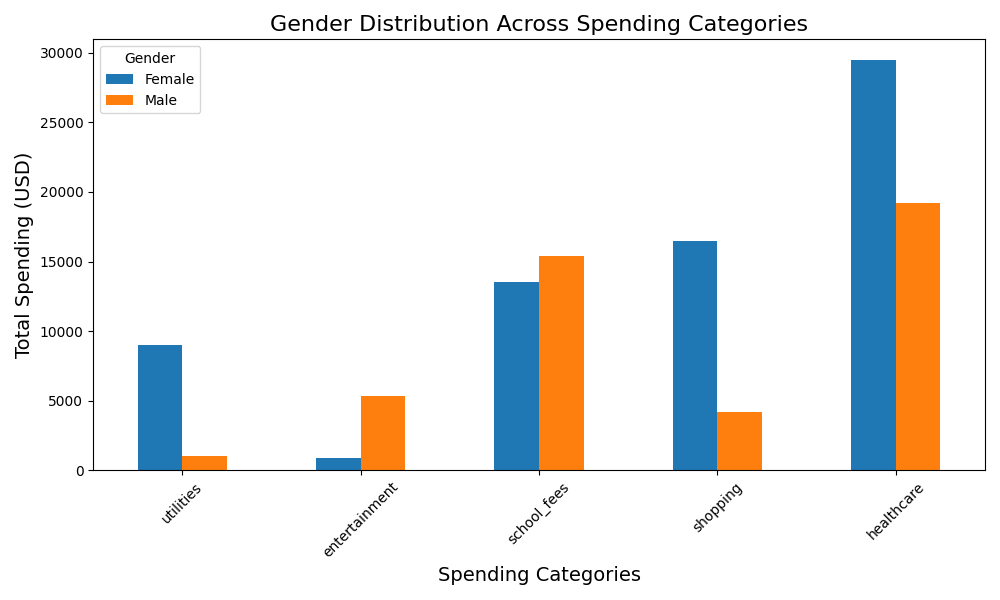 Gender Distribution Across Spending Categories
Gender
Female
Male
Total Spending (USD)
30000
25000
20000
15000
10000
5000
0
utilities
entertainment
school_fees
shopping
healthcare
Spending Categories